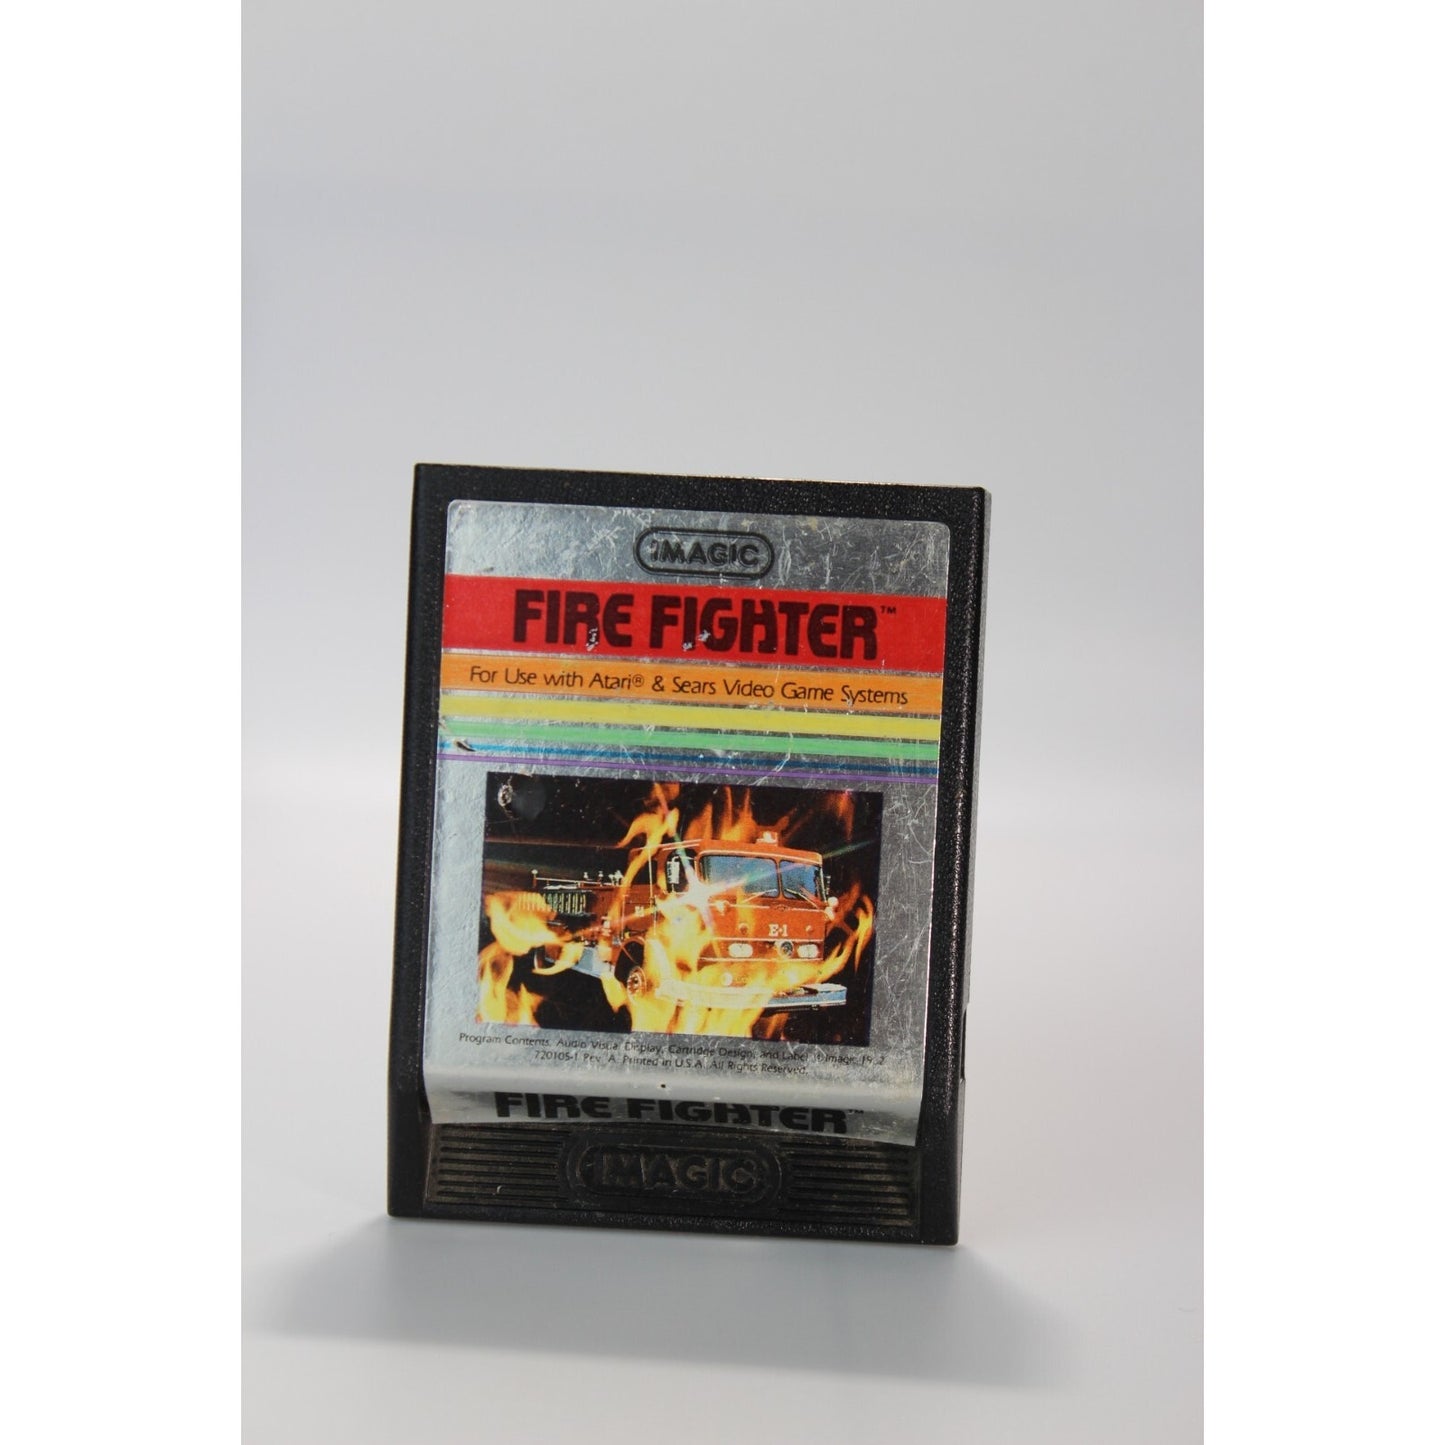 IMAGIC
FIRE FIGHTER™
For Use with Atari® & Sears Video Game Systems
E-1
Program Contents, Audio Visual Display, Cartridge Design, and Label © Imagic
720105-1 Rev. A Printed in U.S.A. All Rights Reserved.
FIRE FIGHTER™
IMAGIC